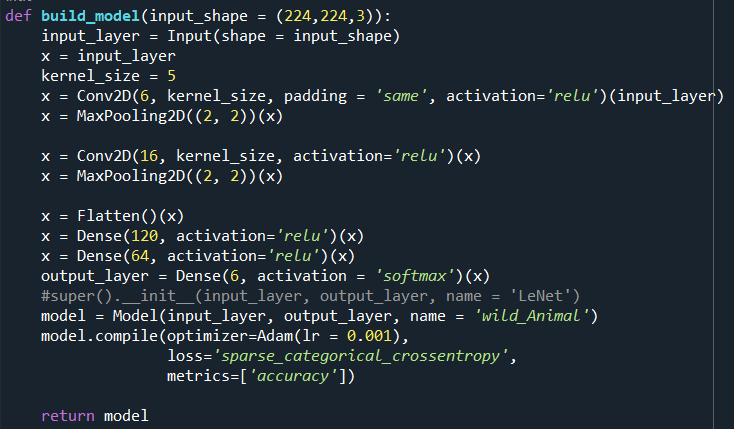 def build_model(input_shape = (224,224,3)):
    input_layer = Input(shape = input_shape)
    x = input_layer
    kernel_size = 5
    x = Conv2D(6, kernel_size, padding = 'same', activation='relu')(input_layer)
    x = MaxPooling2D((2, 2))(x)

    x = Conv2D(16, kernel_size, activation='relu')(x)
    x = MaxPooling2D((2, 2))(x)

    x = Flatten()(x)
    x = Dense(120, activation='relu')(x)
    x = Dense(64, activation='relu')(x)
    output_layer = Dense(6, activation = 'softmax')(x)
    #super().__init__(input_layer, output_layer, name = 'LeNet')
    model = Model(input_layer, output_layer, name = 'wild_Animal')
    model.compile(optimizer=Adam(lr = 0.001),
                  loss='sparse_categorical_crossentropy',
                  metrics=['accuracy'])

    return model